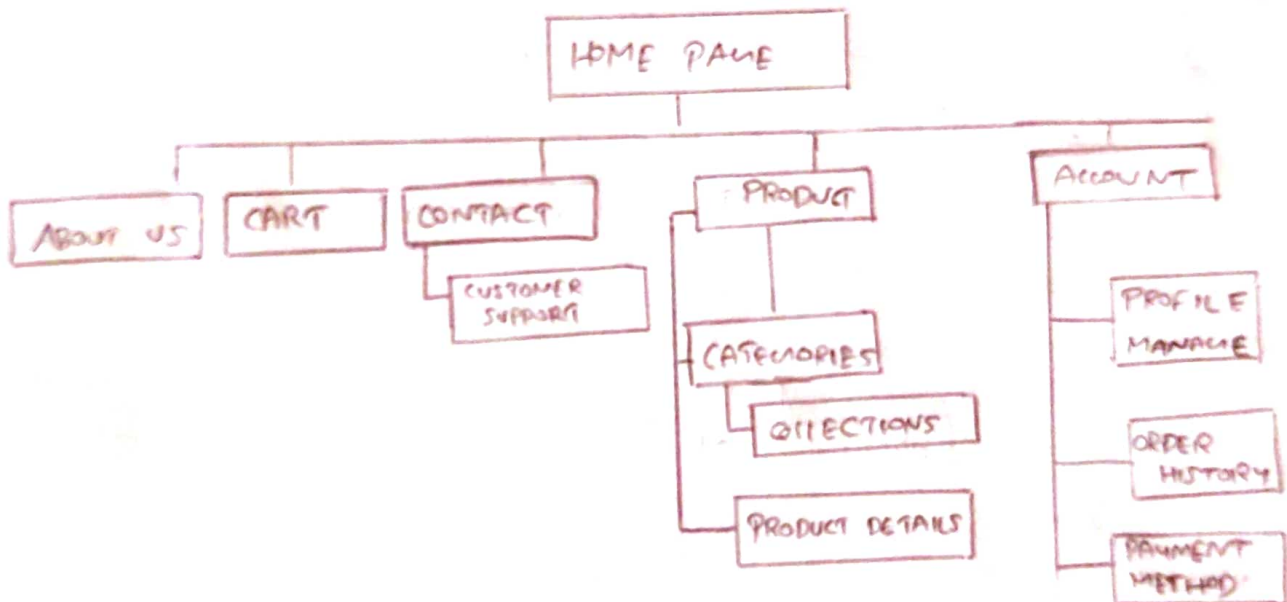 HOME PAGE
ABOUT US
CART
CONTACT
PRODUCT
ACCOUNT
CUSTOMER
SUPPORT
CATEGORIES
COLLECTIONS
PRODUCT DETAILS
PROFILE
MANAGE
ORDER
HISTORY
PAYMENT
METHOD